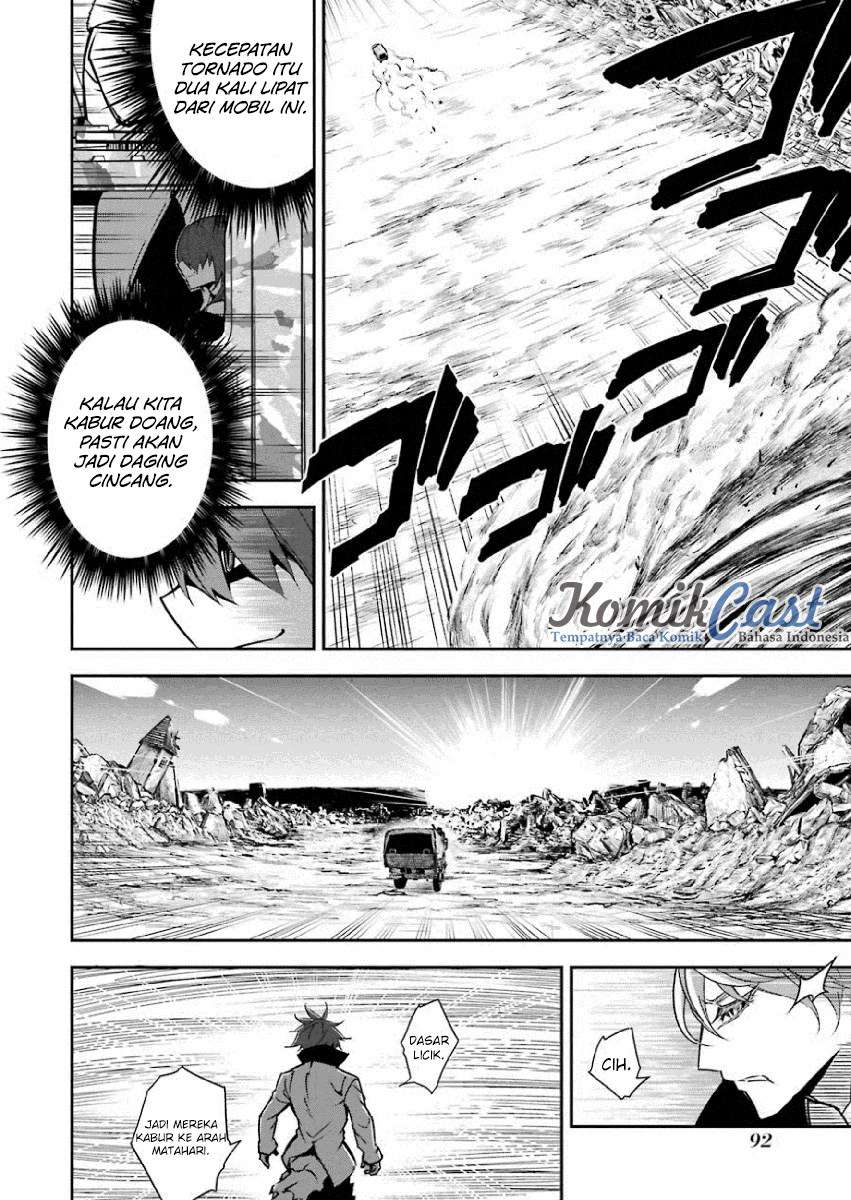 ゴゴゴゴゴ
KECEPATAN
TORNADO ITU
DUA KALI LIPAT
DARI MOBIL INI.
KALAU KITA
KABUR DOANG,
PASTI AKAN
JADI DAGING
CINCANG.
KomikCast
Tempatnya Baca Komik Bahasa Indonesia
CIH.
DASAR
LICIK.
JADI MEREKA
KABUR KE ARAH
MATAHARI.
92